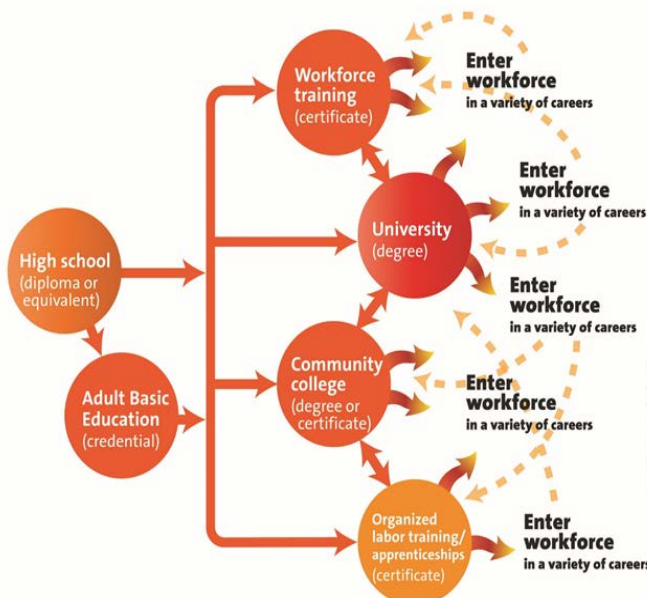 Workforce
training
(certificate)
Enter
workforce
in a variety of careers
University
(degree)
Enter
workforce
in a variety of careers
High school
(diploma or
equivalent)
Enter
workforce
in a variety of careers
Adult Basic
Education
(credential)
Community
college
(degree or
certificate)
Enter
workforce
in a variety of careers
Organized
labor training/
apprenticeships
(certificate)
Enter
workforce
in a variety of careers